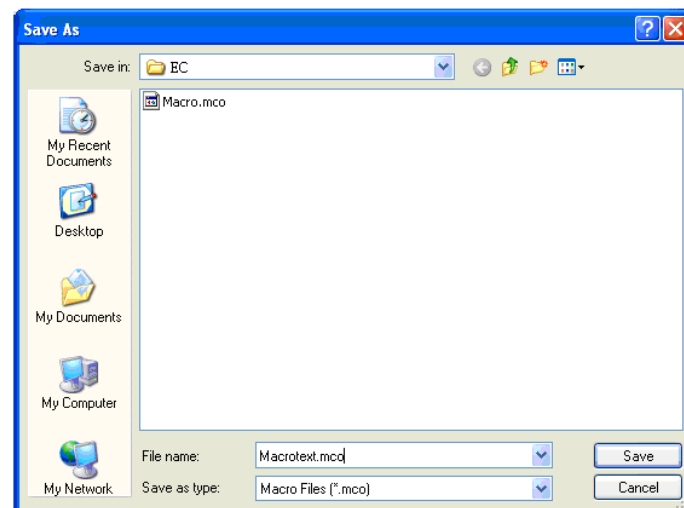 Save As
Save in:
EC
Macro.mco
My Recent
Documents
Desktop
My Documents
My Computer
My Network
File name:
Macrotext.mco
Save
Save as type:
Macro Files (*.mco)
Cancel